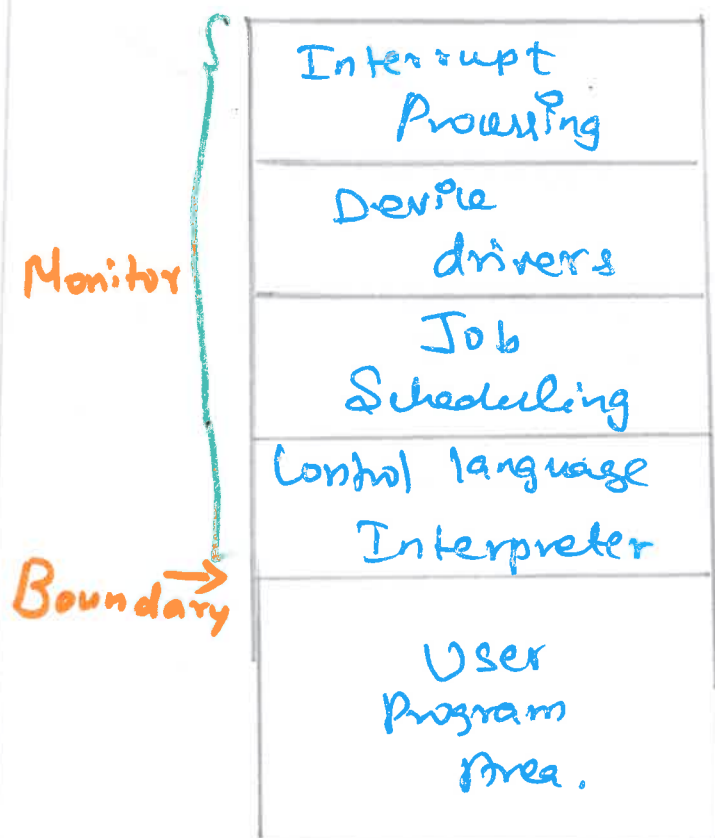 Interrupt
Processing
Device
drivers
Monitor
Job
Scheduling
Control language
Interpreter
Boundary
User
Program
Area.